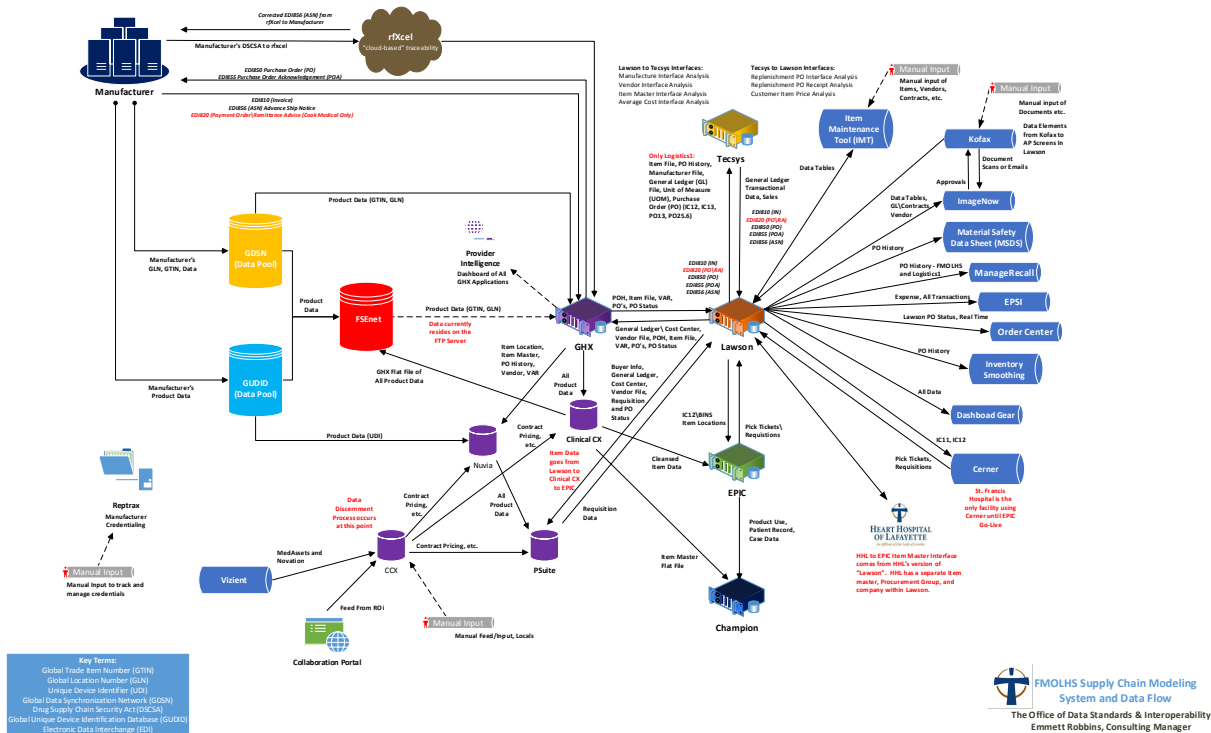 Corrected EDI856 (ASN) from
rfXcel to Manufacturer
rfXcel
"cloud-based" traceability
Manufacturer's DSCSA to rfxcel
Manufacturer
EDI850 Purchase Order (PO)
EDI855 Purchase Order Acknowledgement (POA)
EDI810 (Invoice)
EDI856 (ASN) Advance Ship Notice
EDI820 (Payment Order\Remittance Advice (Cook Medical Only)
Lawson to Tecsys Interfaces:
Manufacture Interface Analysis
Vendor Interface Analysis
Item Master Interface Analysis
Average Cost Interface Analysis
Tecsys to Lawson Interfaces:
Replenishment PO Interface Analysis
Replenishment PO Receipt Analysis
Customer Item Price Analysis
Manual Input
Manual input of
Items, Vendors,
Contracts, etc.
Manual Input
Manual input of
Documents etc.
Item
Maintenance
Tool (IMT)
Kofax
Data Elements
from Kofax to
AP Screens In
Lawson
Tecsys
Only Logistics1:
Item File, PO History,
Manufacturer File,
General Ledger (GL)
File, Unit of Measure
(UOM), Purchase
Order (PO) (IC12, IC13,
PO13, PO25.6)
General Ledger
Transactional
Data, Sales
Data Tables
Document
Scans or Emails
Approvals
ImageNow
Data Tables,
GL\Contracts,
Vendor
EDI810 (IN)
EDI820 (PO\RA)
EDI850 (PO)
EDI855 (POA)
EDI856 (ASN)
EDI810 (IN)
EDI820 (PO\RA)
EDI850 (PO)
EDI855 (POA)
EDI856 (ASN)
Product Data (GTIN, GLN)
GDSN
(Data Pool)
Manufacturer's
GLN, GTIN, Data
Provider
Intelligence
Dashboard of All
GHX Applications
PO History
Material Safety
Data Sheet (MSDS)
PO History - FMOLHS
and Logistics1
ManageRecall
Expense, All Transactions
EPSI
Lawson PO Status, Real Time
Order Center
PO History
Inventory
Smoothing
Product
Data
FSEnet
Product Data (GTIN, GLN)
Data currently
resides on the
FTP Server
GHX
POH, Item File, VAR,
PO's, PO Status
General Ledger\ Cost Center,
Vendor File, POH, Item File,
VAR, PO's, PO Status
Lawson
GUDID
(Data Pool)
Manufacturer's
Product Data
GHX Flat File of
All Product Data
Item Location,
Item Master,
PO History,
Vendor, VAR
All
Product
Data
Buyer Info,
General Ledger,
Cost Center,
Vendor File,
Requisition
and PO
Status
All Data
Dashboad Gear
IC12\BINS
Item Locations
Pick Tickets\
Requistions
IC11, IC12
Pick Tickets,
Requisitions
Cerner
St. Francis
Hospital is the
only facility using
Cerner until EPIC
Go-Live
Product Data (UDI)
Nuvia
Contract
Pricing,
etc.
Clinical CX
Item Data
goes from
Lawson to
Clinical CX
to EPIC
Cleansed
Item Data
EPIC
Reptrax
Manufacturer
Credentialing
Data
Discernment
Process occurs
at this point
Contract
Pricing,
etc.
All
Product
Data
Requisition
Data
Product Use,
Patient Record,
Case Data
HEART HOSPITAL
OF LAFAYETTE
HHL to EPIC Item Master Interface
comes from HHL's version of
"Lawson". HHL has a separate Item
master, Procurement Group, and
company within Lawson.
Manual Input
Manual Input to track and
manage credentials
Vizient
MedAssets and
Novation
CCX
Contract Pricing, etc.
PSuite
Item Master
Flat File
Champion
Feed From ROi
Collaboration Portal
Manual Input
Manual Feed/Input, Locals
Key Terms:
Global Trade Item Number (GTIN)
Global Location Number (GLN)
Unique Device Identifier (UDI)
Global Data Synchronization Network (GDSN)
Drug Supply Chain Security Act (DSCSA)
Global Unique Device Identification Database (GUDID)
Electronic Data Interchange (EDI)
FMOLHS Supply Chain Modeling
System and Data Flow
The Office of Data Standards & Interoperability
Emmett Robbins, Consulting Manager